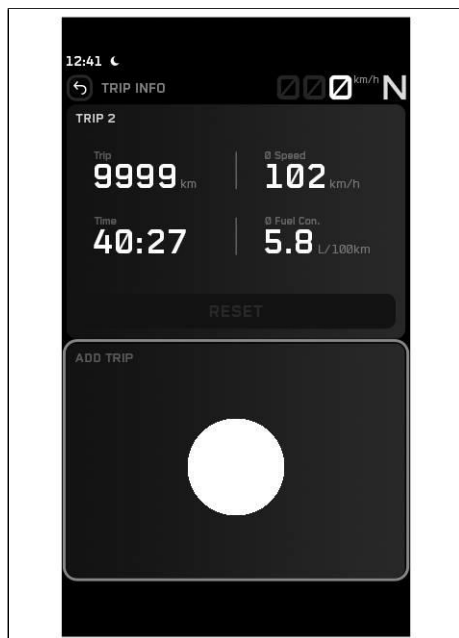 12:41
TRIP INFO
000 km/h N
TRIP 2
Trip
9999 km
Ø Speed
102 km/h
Time
40:27
Ø Fuel Con.
5.8 L/100km
RESET
ADD TRIP